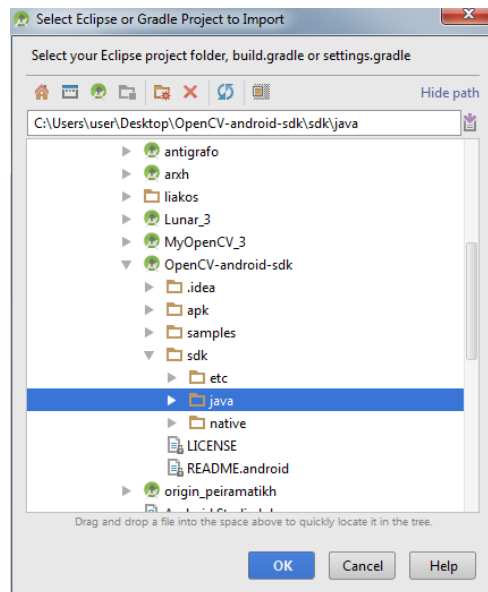 Select Eclipse or Gradle Project to Import
Select your Eclipse project folder, build.gradle or settings.gradle
Hide path
C:\Users\user\Desktop\OpenCV-android-sdk\sdk\java
antigrafo
arxh
liakos
Lunar_3
MyOpenCV_3
OpenCV-android-sdk
.idea
apk
samples
sdk
etc
java
native
LICENSE
README.android
origin_peiramatikh
Drag and drop a file into the space above to quickly locate it in the tree.
OK Cancel Help